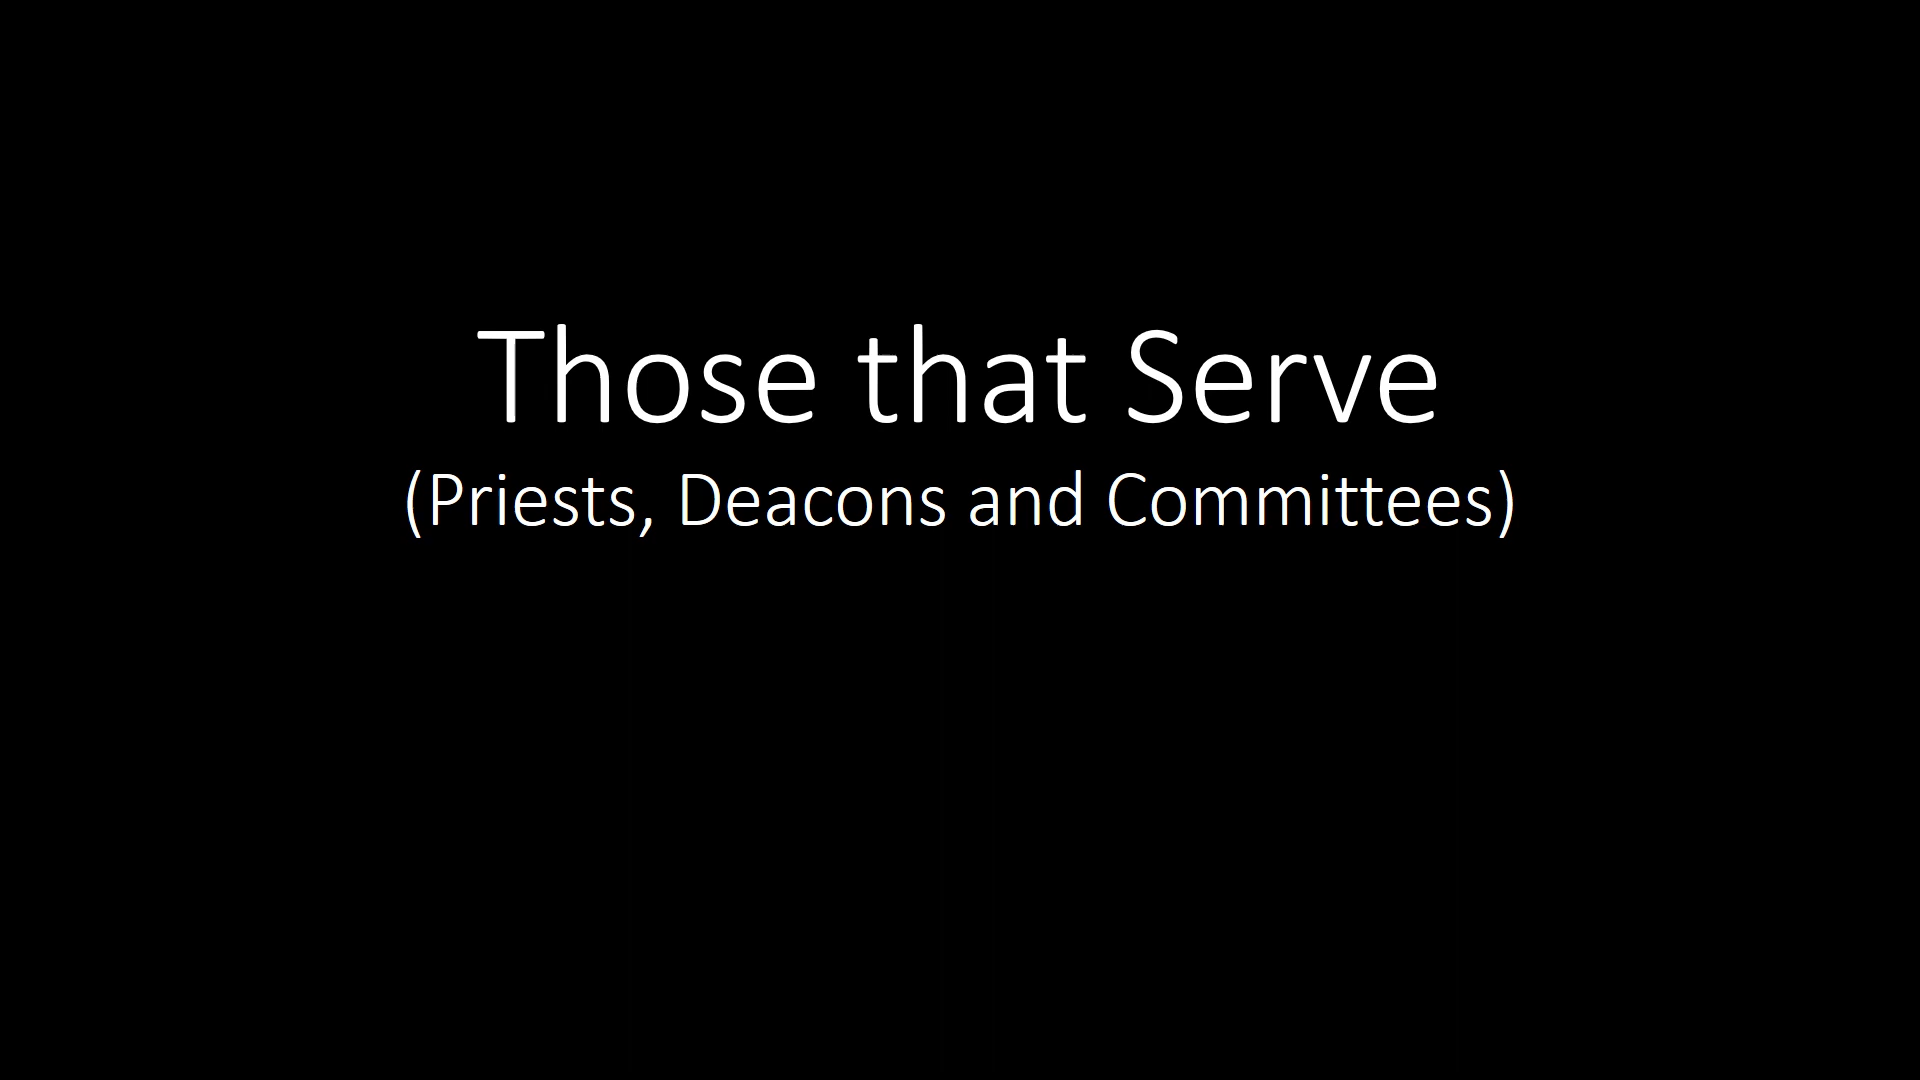 Those that Serve
(Priests, Deacons and Committees)